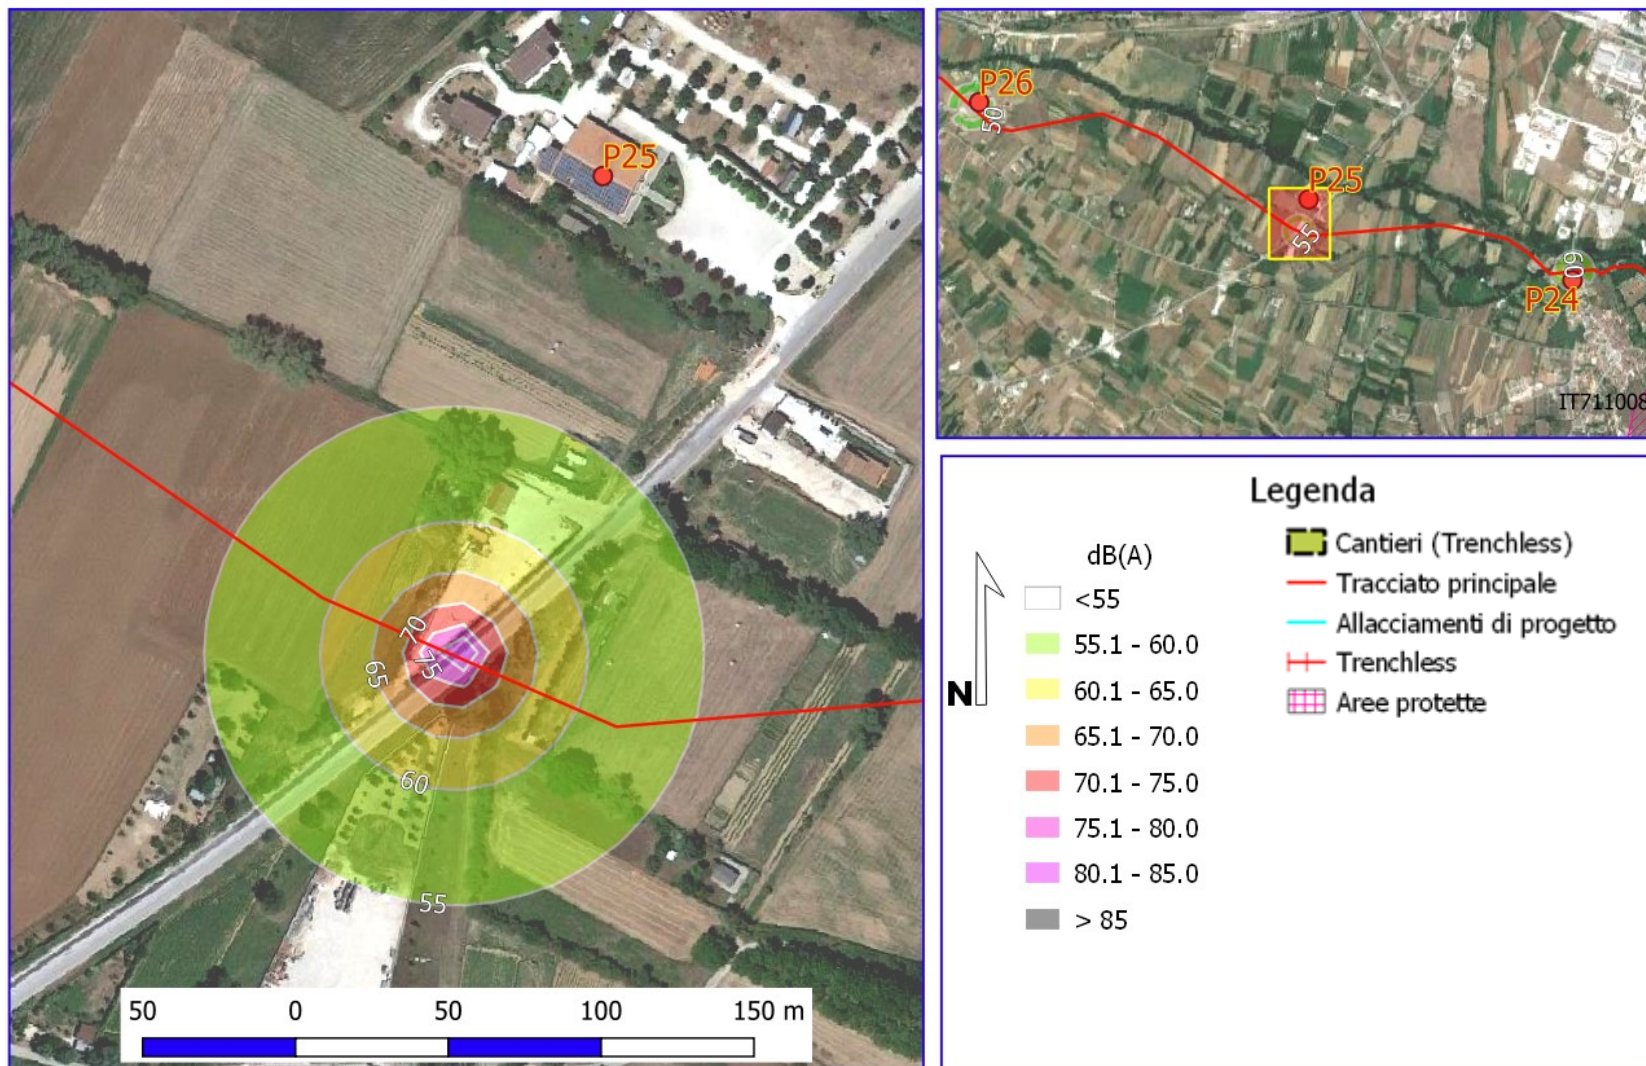 P25
70
75
65
60
55
50 0 50 100 150 m
P26
50
P25
55
60
P24
IT711008
Legenda
dB(A)
<55
55.1 - 60.0
60.1 - 65.0
65.1 - 70.0
70.1 - 75.0
75.1 - 80.0
80.1 - 85.0
> 85
N
Cantieri (Trenchless)
Tracciato principale
Allacciamenti di progetto
Trenchless
Aree protette